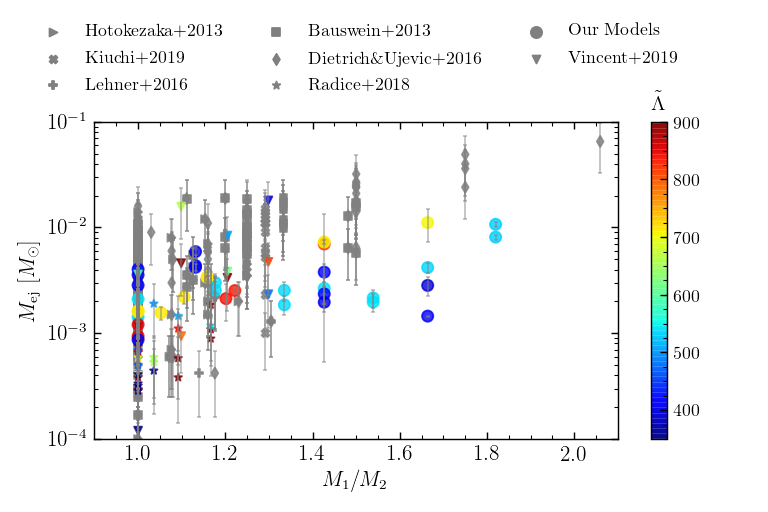 Hotokezaka+2013 Bauswein+2013 Our Models
Kiuchi+2019 Dietrich&Ujevic+2016 Vincent+2019
Lehner+2016 Radice+2018
Λ̃
10⁻¹
10⁻²
10⁻³
10⁻⁴
M_ej [M_⊙]
1.0 1.2 1.4 1.6 1.8 2.0
M₁/M₂
900
800
700
600
500
400